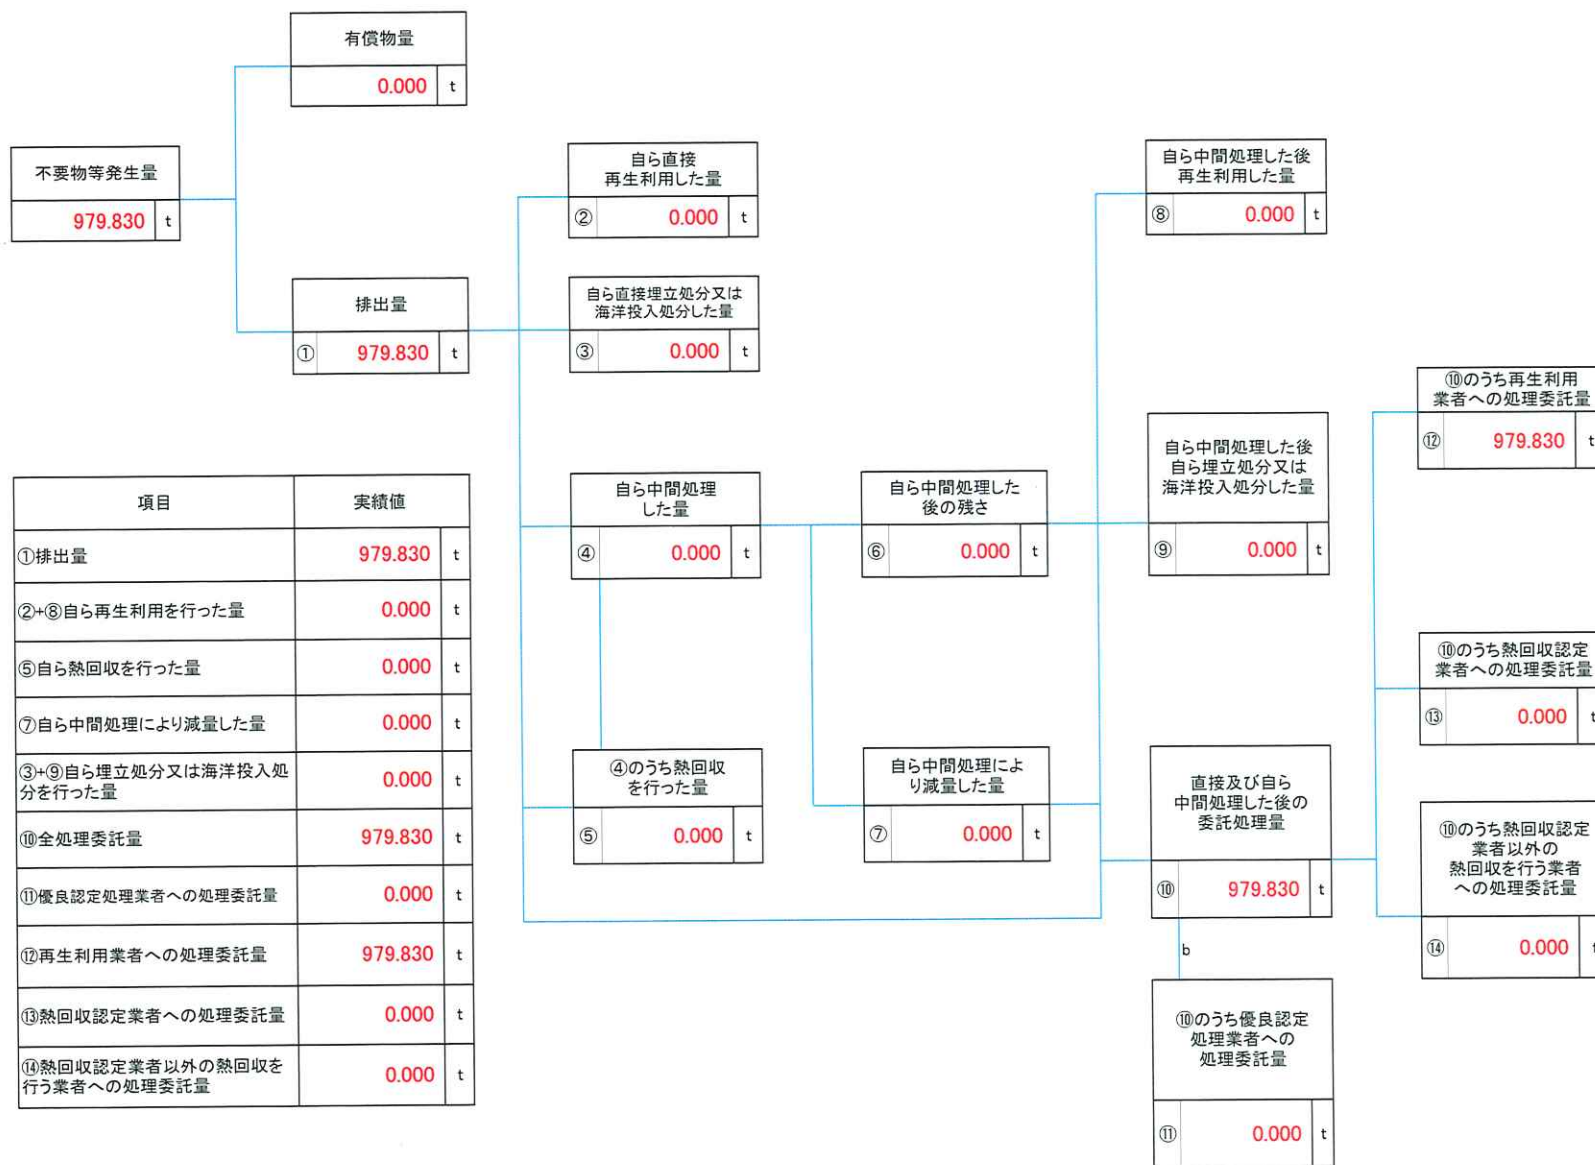 有償物量
0.000 t
不要物等発生量
979.830 t
排出量
① 979.830 t
自ら直接
再生利用した量
② 0.000 t
自ら直接埋立処分又は
海洋投入処分した量
③ 0.000 t
自ら中間処理
した量
④ 0.000 t
④のうち熱回収
を行った量
⑤ 0.000 t
自ら中間処理した
後の残さ
⑥ 0.000 t
自ら中間処理によ
り減量した量
⑦ 0.000 t
自ら中間処理した後
再生利用した量
⑧ 0.000 t
自ら中間処理した後
自ら埋立処分又は
海洋投入処分した量
⑨ 0.000 t
直接及び自ら
中間処理した後の
委託処理量
⑩ 979.830 t
b
⑩のうち優良認定
処理業者への
処理委託量
⑪ 0.000 t
⑩のうち再生利用
業者への処理委託量
⑫ 979.830 t
⑩のうち熱回収認定
業者への処理委託量
⑬ 0.000 t
⑩のうち熱回収認定
業者以外の
熱回収を行う業者
への処理委託量
⑭ 0.000 t
項目 実績値
①排出量 979.830 t
②+⑧自ら再生利用を行った量 0.000 t
⑤自ら熱回収を行った量 0.000 t
⑦自ら中間処理により減量した量 0.000 t
③+⑨自ら埋立処分又は海洋投入処
分を行った量 0.000 t
⑩全処理委託量 979.830 t
⑪優良認定処理業者への処理委託量 0.000 t
⑫再生利用業者への処理委託量 979.830 t
⑬熱回収認定業者への処理委託量 0.000 t
⑭熱回収認定業者以外の熱回収を
行う業者への処理委託量 0.000 t